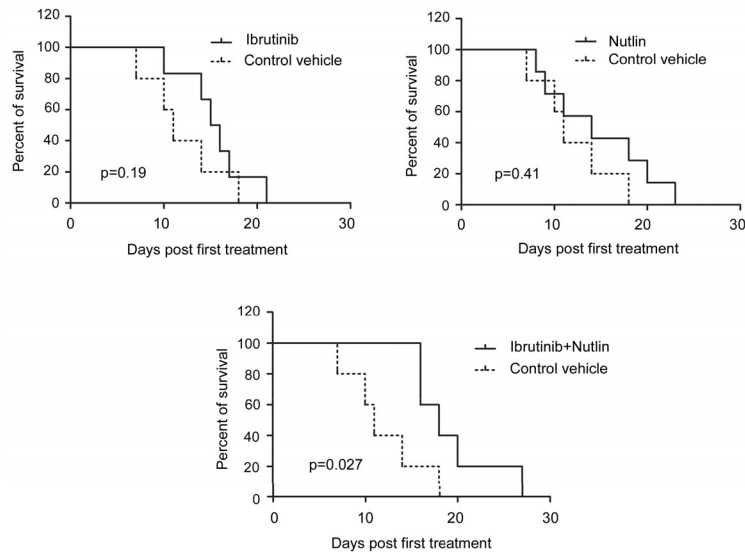 120
100
80
60
40
20
0
Percent of survival
Ibrutinib
Control vehicle
p=0.19
0 10 20 30
Days post first treatment
120
100
80
60
40
20
0
Percent of survival
Nutlin
Control vehicle
p=0.41
0 10 20 30
Days post first treatment
120
100
80
60
40
20
0
Percent of survival
Ibrutinib+Nutlin
Control vehicle
p=0.027
0 10 20 30
Days post first treatment